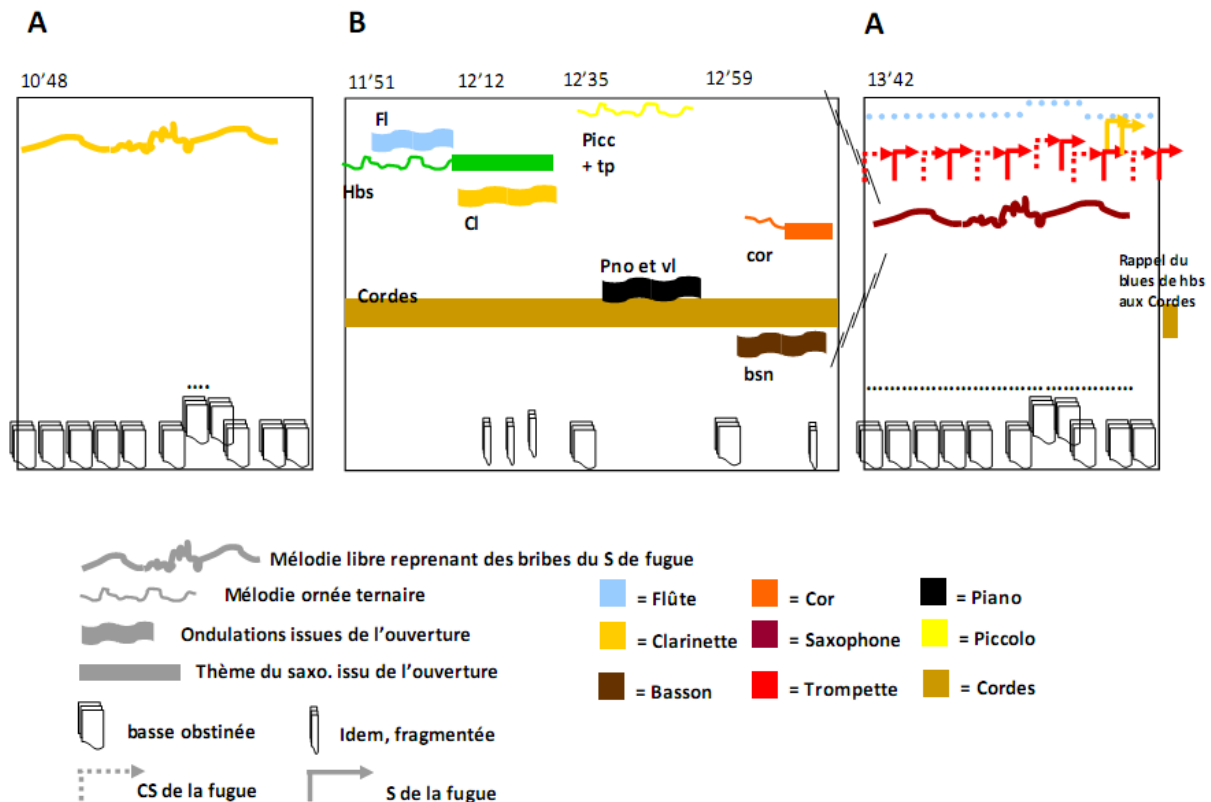 A
B
A
10’48
11’51
12’12
12’35
12’59
13’42
Fl
Hbs
Cl
Picc
+ tp
cor
Pno et vl
Cordes
bsn
Rappel du
blues de hbs
aux Cordes
Mélodie libre reprenant des bribes du S de fugue
Mélodie ornée ternaire
Ondulations issues de l’ouverture
Thème du saxo. issu de l’ouverture
basse obstinée
Idem, fragmentée
CS de la fugue
S de la fugue
= Flûte
= Cor
= Piano
= Clarinette
= Saxophone
= Piccolo
= Basson
= Trompette
= Cordes